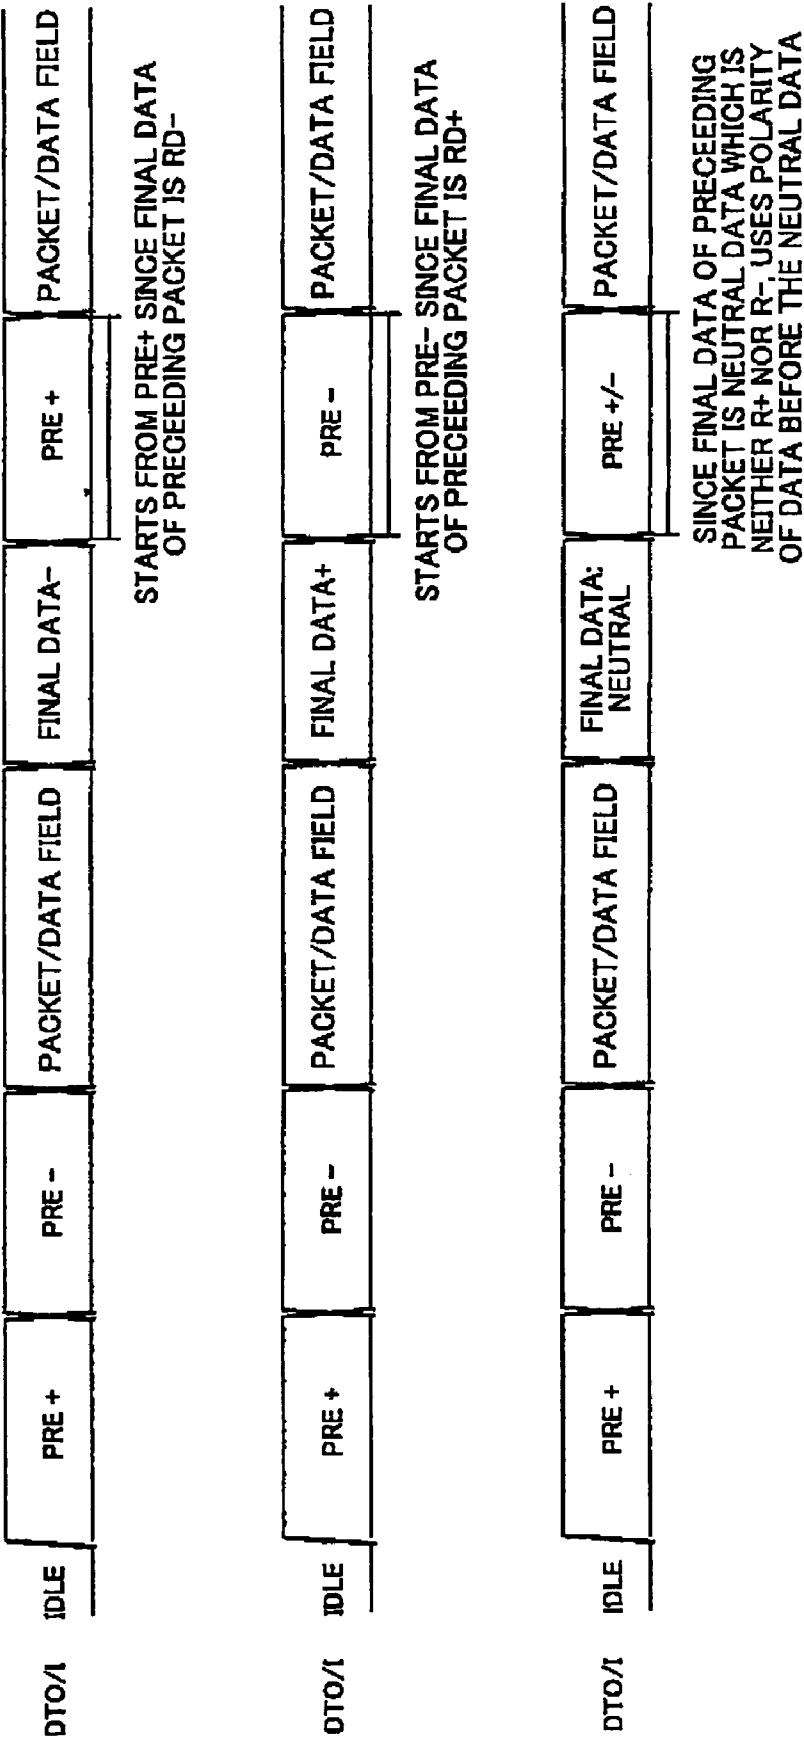 DTO/I IDLE PRE + PRE - PACKET/DATA FIELD FINAL DATA- PRE + PACKET/DATA FIELD
STARTS FROM PRE+ SINCE FINAL DATA
OF PRECEEDING PACKET IS RD-
DTO/I IDLE PRE + PRE - PACKET/DATA FIELD FINAL DATA+ PRE - PACKET/DATA FIELD
STARTS FROM PRE- SINCE FINAL DATA
OF PRECEEDING PACKET IS RD+
DTO/I IDLE PRE + PRE - PACKET/DATA FIELD FINAL DATA:
NEUTRAL
PRE +/- PACKET/DATA FIELD
SINCE FINAL DATA OF PRECEEDING
PACKET IS NEUTRAL DATA WHICH IS
NEITHER R+ NOR R-, USES POLARITY
OF DATA BEFORE THE NEUTRAL DATA